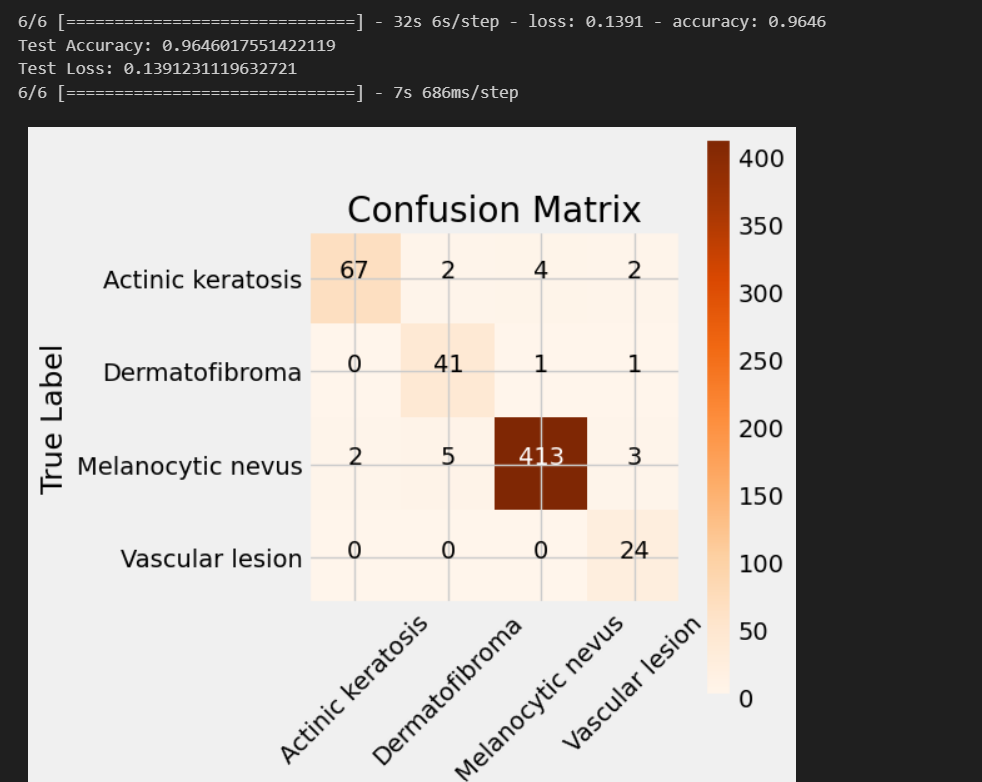 6/6 [==============================] - 32s 6s/step - loss: 0.1391 - accuracy: 0.9646
Test Accuracy: 0.9646017551422119
Test Loss: 0.1391231119632721
6/6 [==============================] - 7s 686ms/step
Confusion Matrix
True Label
Actinic keratosis 67 2 4 2
Dermatofibroma 0 41 1 1
Melanocytic nevus 2 5 413 3
Vascular lesion 0 0 0 24
Actinic keratosis
Dermatofibroma
Melanocytic nevus
Vascular lesion
400
350
300
250
200
150
100
50
0